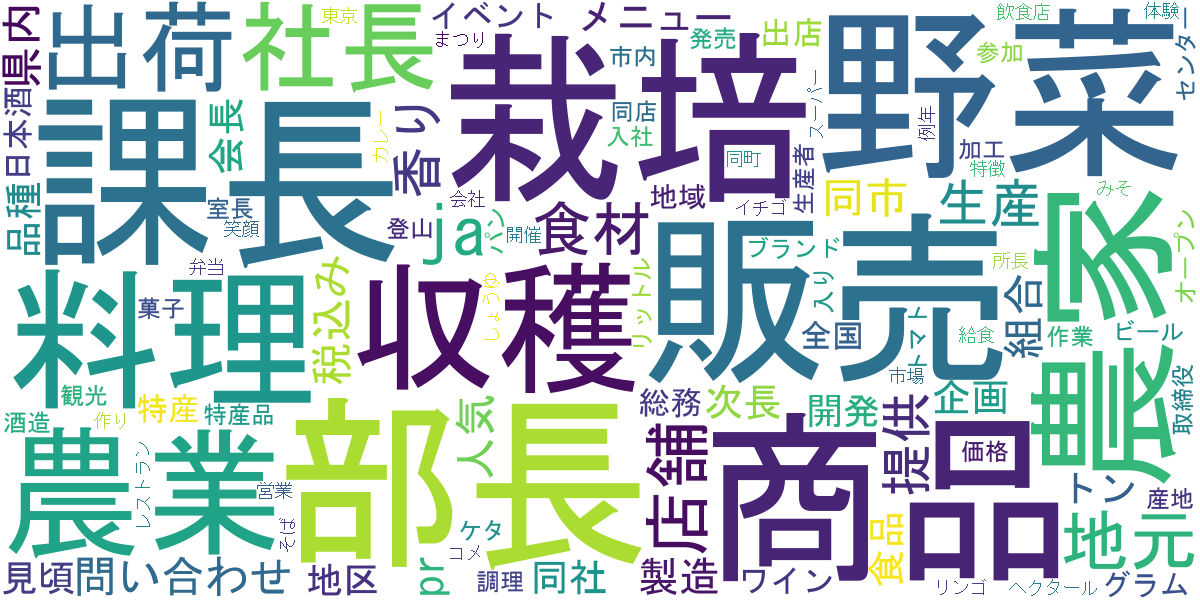 県内
出荷
社長
東京
まつり
イベント
メニュー
市内
発売
出店
飲食店
参加
体験
センター
日本酒
課長
会長
香り
カレー
栽培
同店
入社
スーパー
同町
野菜
例年
加工
特徴
みそ
品種
室長
笑顔
会社
登山
ja
パン
開催
食材
地域
イチゴ
生産者
同市
生産
農家
料理
弁当
菓子
税込み
収穫
しょうゆ
リットル
販売
ブランド
入り
全国
トマト
市場
給食
所長
組合
作業
オープン
ビール
観光
酒造
作り
特産
特産品
人気
総務
次長
開発
企画
取締役
農業
レストラン
営業
そば
部長
ケタ
コメ
pr
調理
同社
店舗
製造
商品
ワイン
提供
食品
価格
トン
産地
地元
リンゴ
ヘクタール
グラム
見頃
問い合わせ
地区